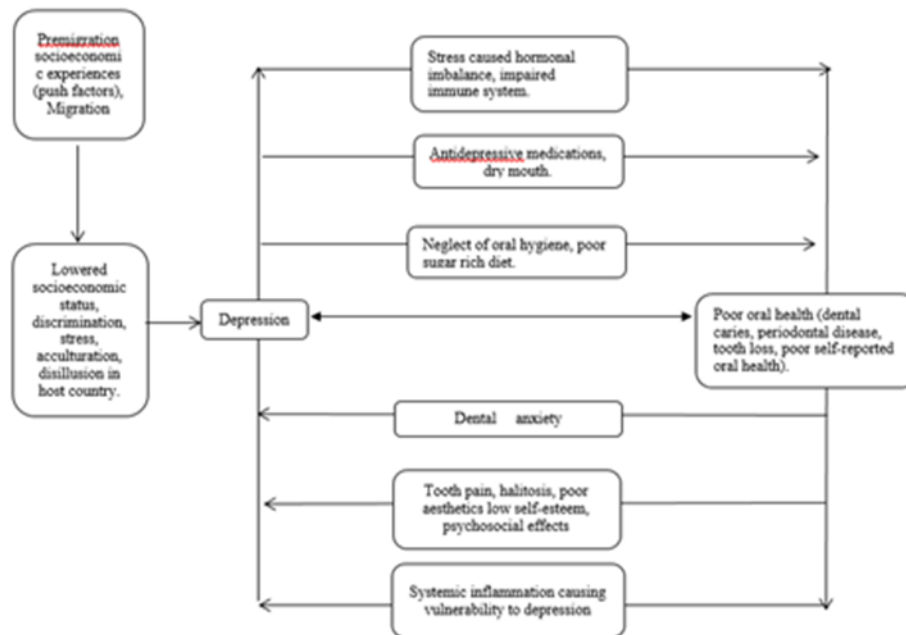 Premigration
socioeconomi
c experiences
(push factors),
Migration
Lowered
socioeconomic
status,
discrimination,
stress,
acculturation,
disillusion in
host country.
Depression
Stress caused hormonal
imbalance, impaired
immune system.
Antidepressive medications,
dry mouth.
Neglect of oral hygiene, poor
sugar rich diet.
Poor oral health (dental
caries, periodontal disease,
tooth loss, poor self-reported
oral health).
Dental anxiety
Tooth pain, halitosis, poor
aesthetics low self-esteem,
psychosocial effects
Systemic inflammation causing
vulnerability to depression